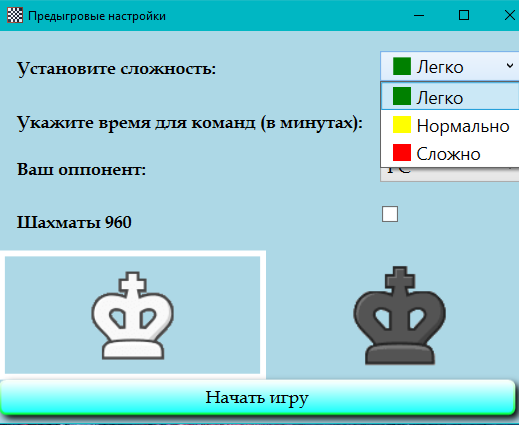 Предыгровые настройки
Установите сложность:
Легко
Легко
Нормально
Сложно
Укажите время для команд (в минутах):
Ваш оппонент:
Шахматы 960
Начать игру